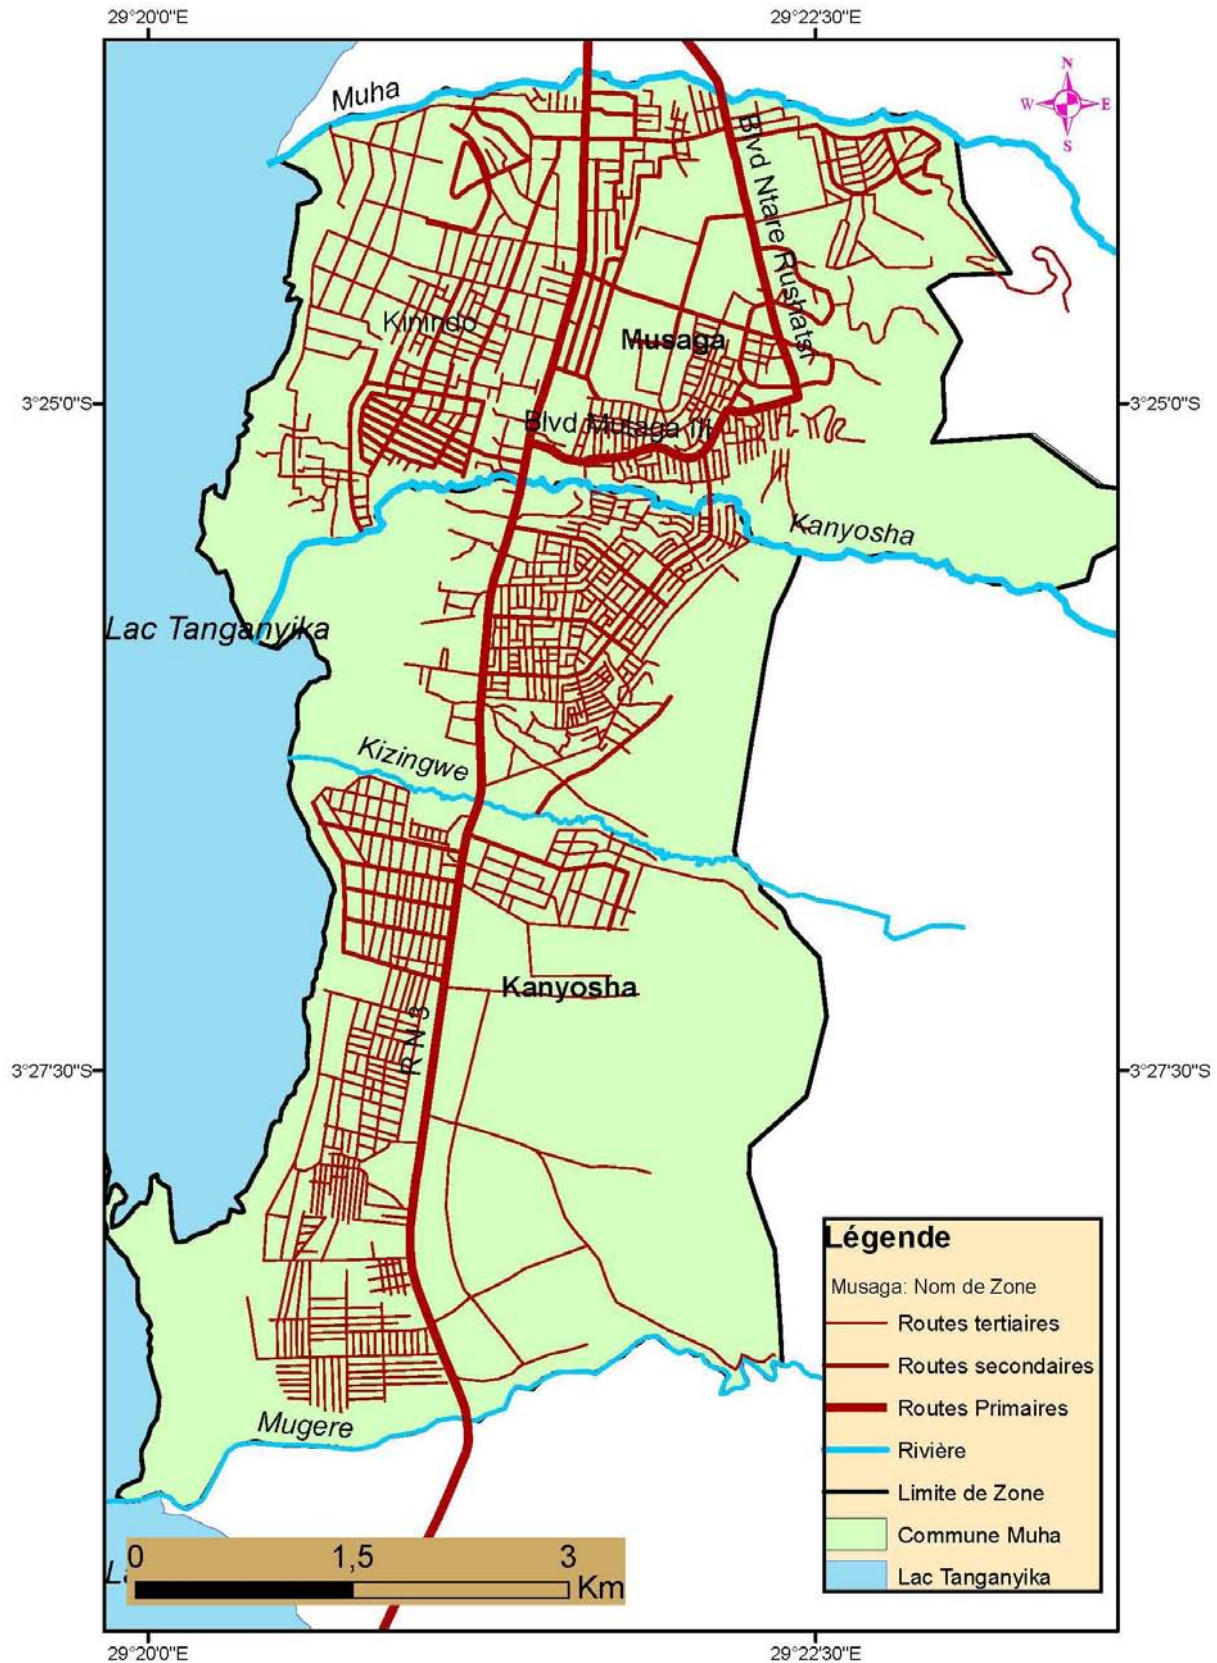 29°20'0"E
29°22'30"E
N
W
E
S
Muha
Blvd Ntare Rushatsi
Kinindo
Musaga
3°25'0"S
3°25'0"S
Blvd Mutaga III
Kanyosha
Lac Tanganyika
Kizingwe
Kanyosha
R N 3
3°27'30"S
3°27'30"S
Légende
Musaga: Nom de Zone
Routes tertiaires
Routes secondaires
Routes Primaires
Rivière
Limite de Zone
Commune Muha
Lac Tanganyika
Mugere
0
1,5
3
Km
29°20'0"E
29°22'30"E